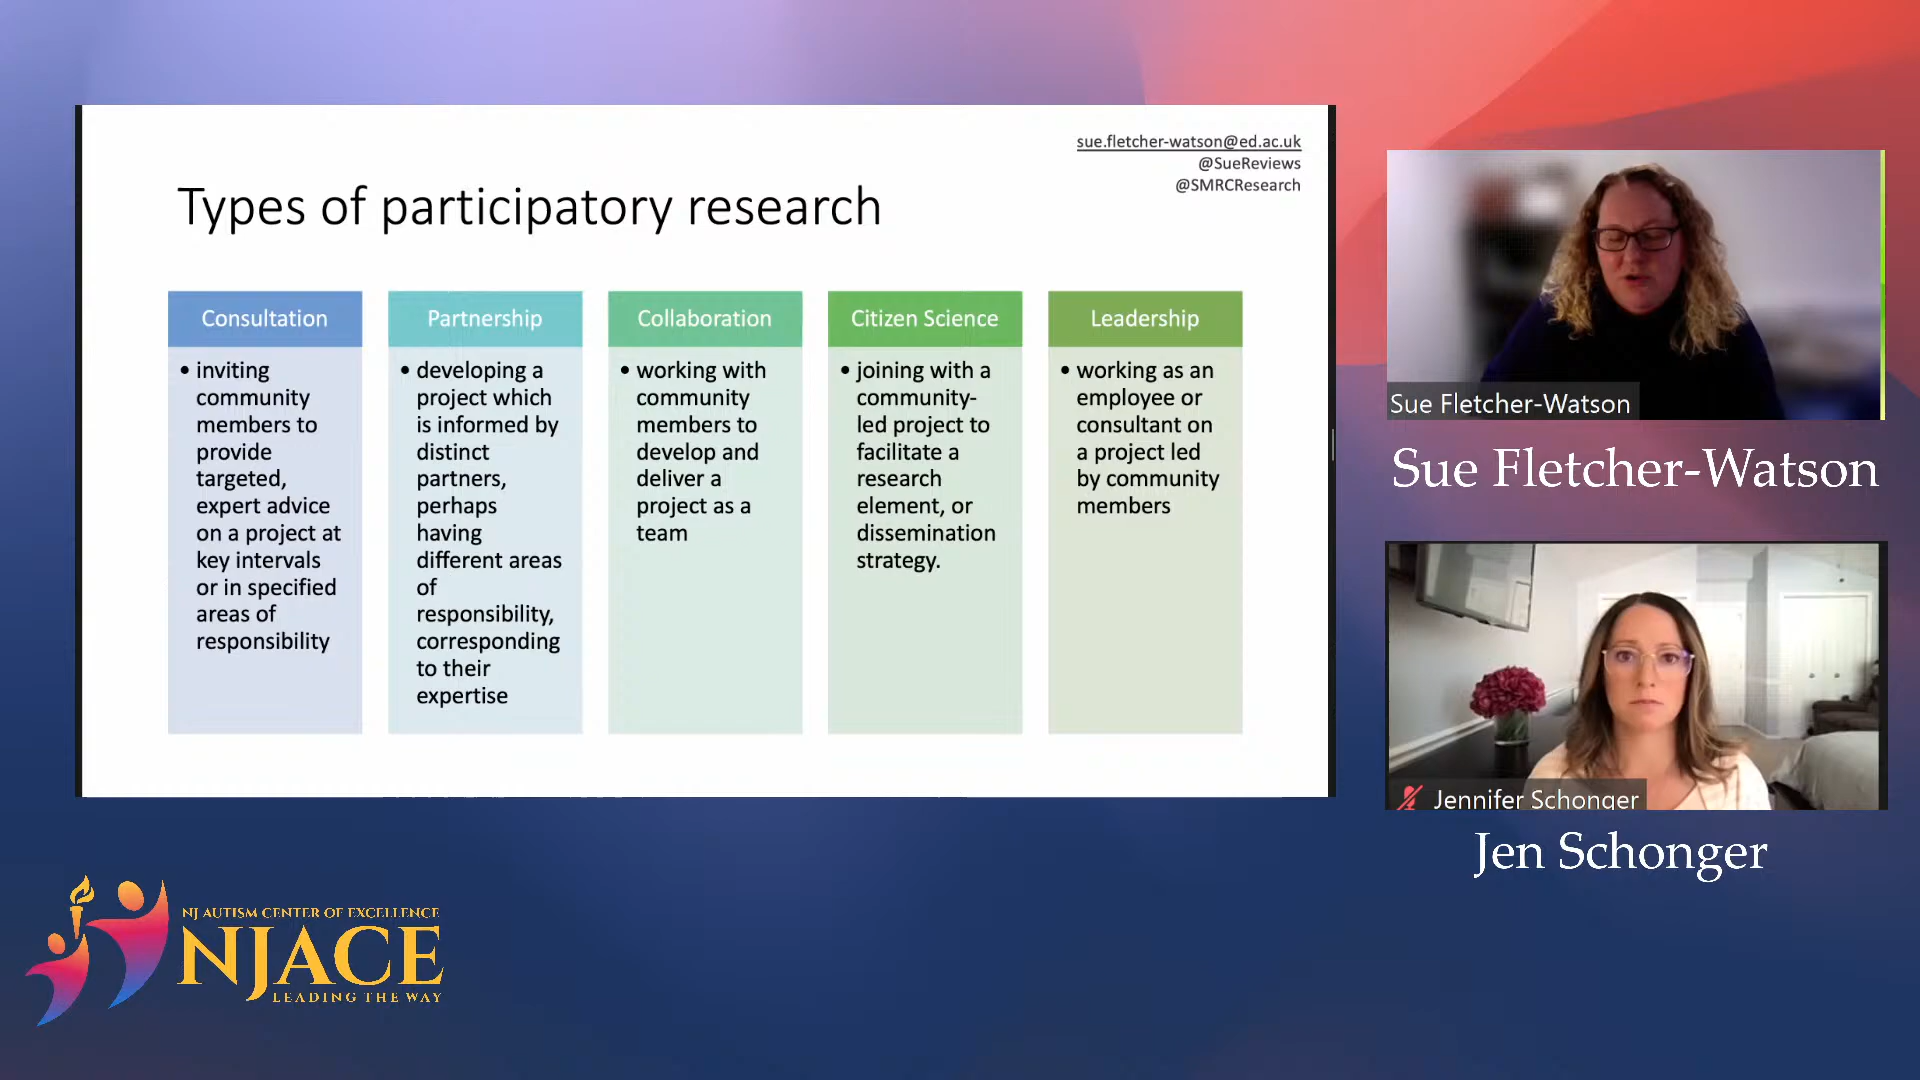 sue.fletcher-watson@ed.ac.uk
@SueReviews
@SMRCResearch
Types of participatory research
Consultation
• inviting
community
members to
provide
targeted,
expert advice
on a project at
key intervals
or in specified
areas of
responsibility
Partnership
• developing a
project which
is informed by
distinct
partners,
perhaps
having
different areas
of
responsibility,
corresponding
to their
expertise
Collaboration
• working with
community
members to
develop and
deliver a
project as a
team
Citizen Science
• joining with a
community-
led project to
facilitate a
research
element, or
dissemination
strategy.
Leadership
• working as an
employee or
consultant on
a project led
by community
members
Sue Fletcher-Watson
Sue Fletcher-Watson
Jennifer Schonger
Jen Schonger
NJ AUTISM CENTER OF EXCELLENCE
NJACE
LEADING THE WAY